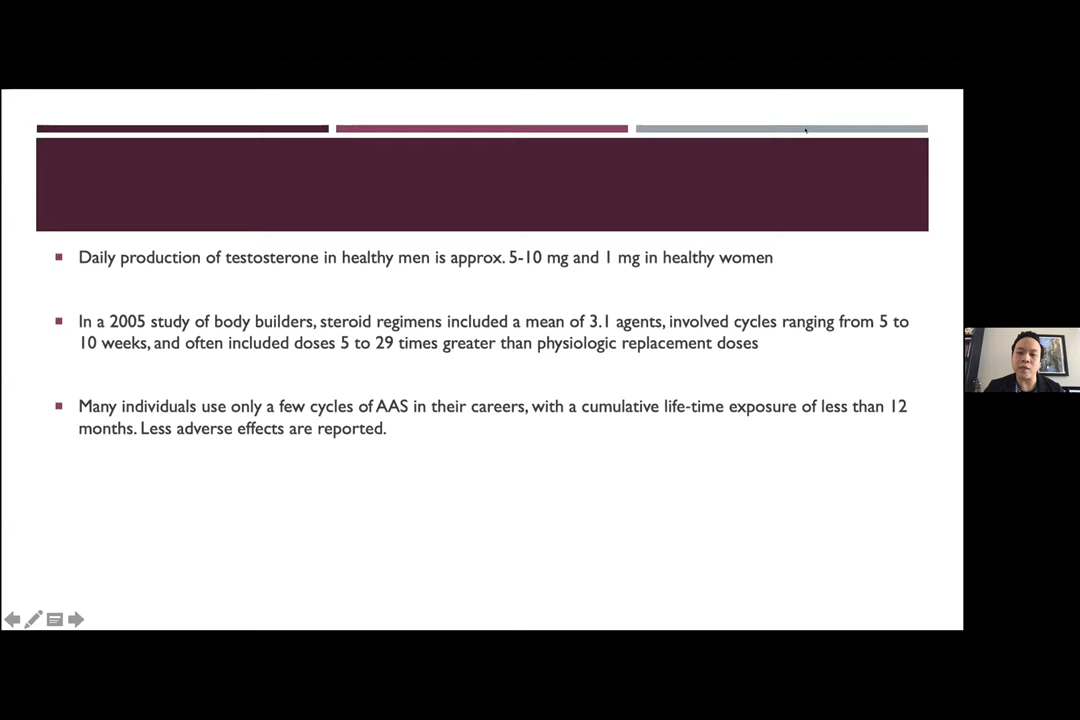 Daily production of testosterone in healthy men is approx. 5-10 mg and 1 mg in healthy women
In a 2005 study of body builders, steroid regimens included a mean of 3.1 agents, involved cycles ranging from 5 to
10 weeks, and often included doses 5 to 29 times greater than physiologic replacement doses
Many individuals use only a few cycles of AAS in their careers, with a cumulative life-time exposure of less than 12
months. Less adverse effects are reported.